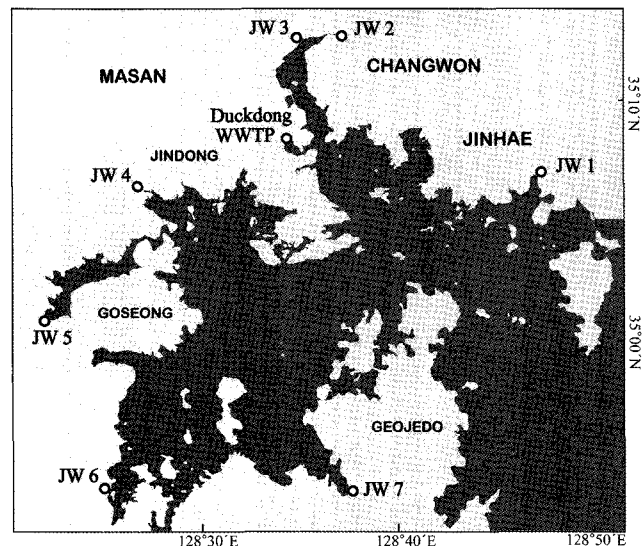 JW 3
JW 2
MASAN
CHANGWON
35°10' N
Duckdong
WWTP
JINHAE
JINDONG
JW 1
JW 4
GOSEONG
JW 5
35°00' N
GEOJEDO
JW 6
JW 7
128°30' E
128°40' E
128°50' E